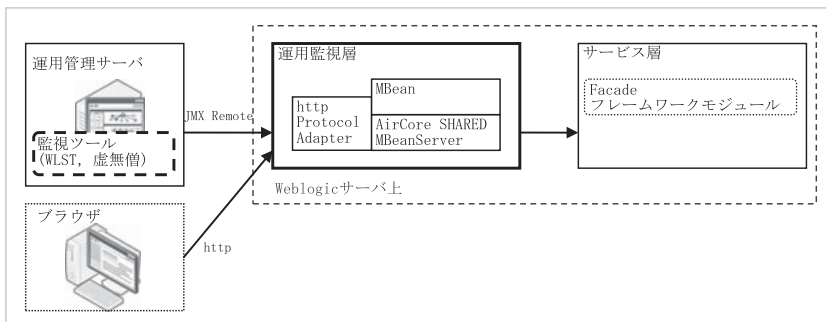 運用管理サーバ
監視ツール
(WLST, 虚無僧)
JMX Remote
ブラウザ
http
運用監視層
http
Protocol
Adapter
MBean
AirCore SHARED
MBeanServer
Weblogicサーバ上
サービス層
Facade
フレームワークモジュール